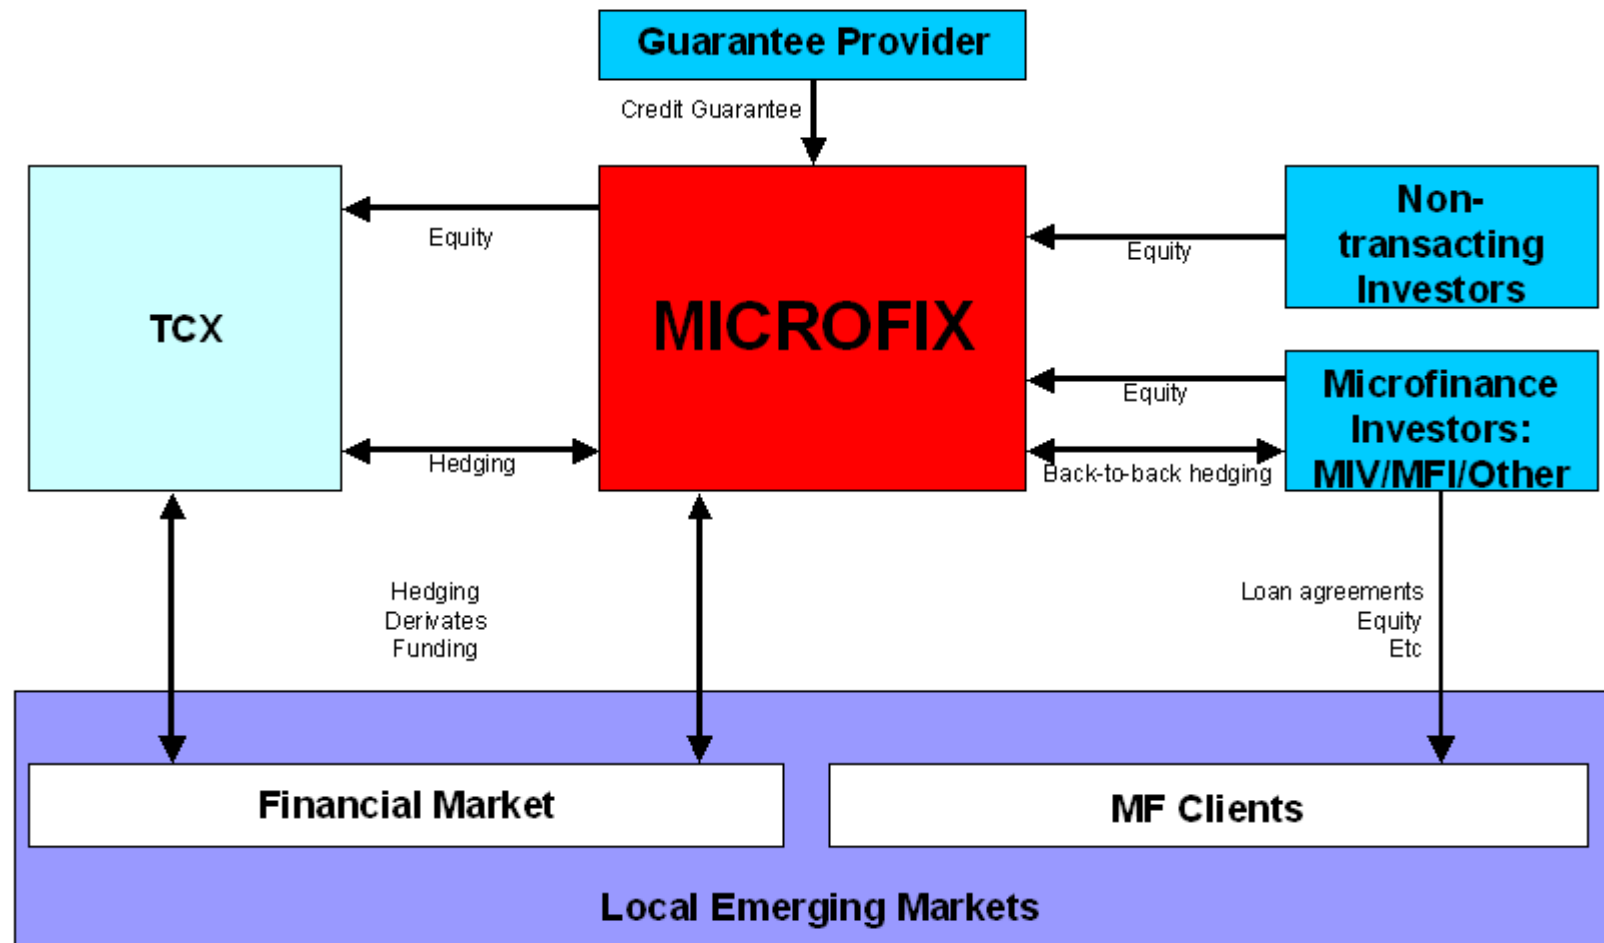 Guarantee Provider
Credit Guarantee
TCX
Equity
MICROFIX
Equity
Non-
transacting
Investors
Equity
Microfinance
Investors:
MIV/MFI/Other
Hedging
Back-to-back hedging
Hedging
Derivates
Funding
Loan agreements
Equity
Etc
Financial Market
MF Clients
Local Emerging Markets